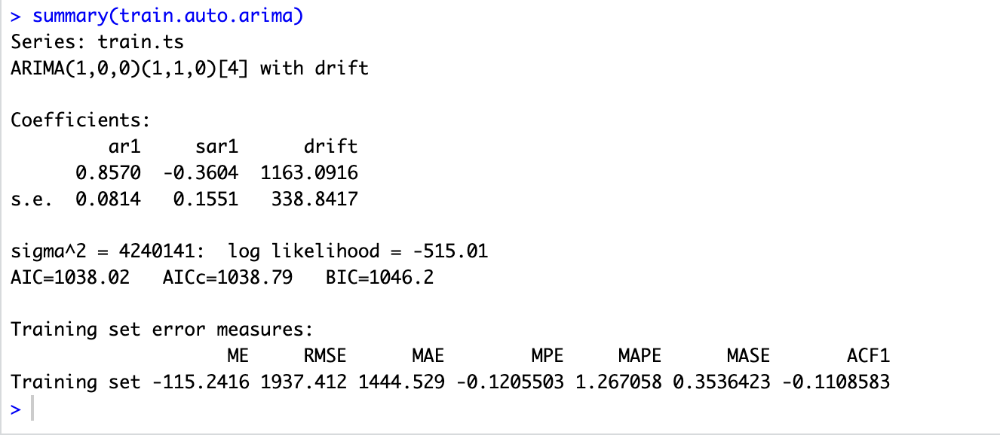 > summary(train.auto.arima)
Series: train.ts
ARIMA(1,0,0)(1,1,0)[4] with drift
Coefficients:
ar1 sar1 drift
0.8570 -0.3604 1163.0916
s.e. 0.0814 0.1551 338.8417
sigma^2 = 4240141: log likelihood = -515.01
AIC=1038.02 AICc=1038.79 BIC=1046.2
Training set error measures:
ME RMSE MAE MPE MAPE MASE ACF1
Training set -115.2416 1937.412 1444.529 -0.1205503 1.267058 0.3536423 -0.1108583
>